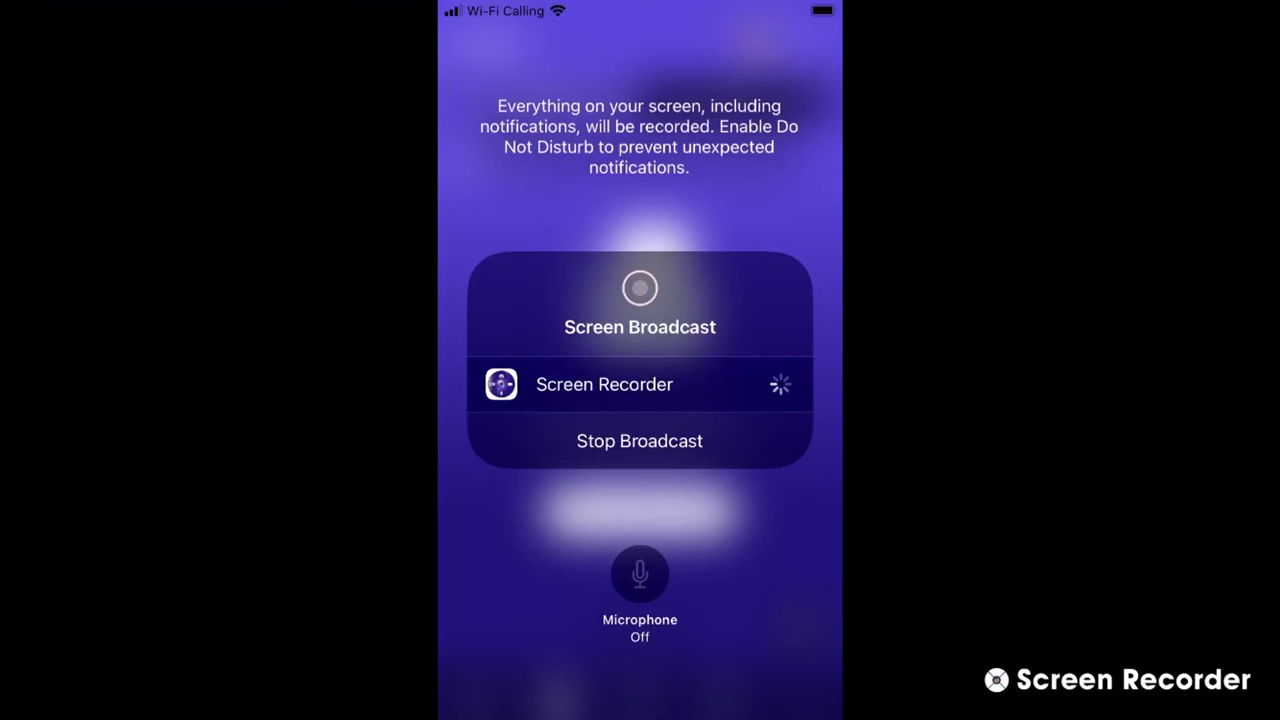 Wi-Fi Calling
Everything on your screen, including
notifications, will be recorded. Enable Do
Not Disturb to prevent unexpected
notifications.
Screen Broadcast
Screen Recorder
Stop Broadcast
Microphone
Off
Screen Recorder